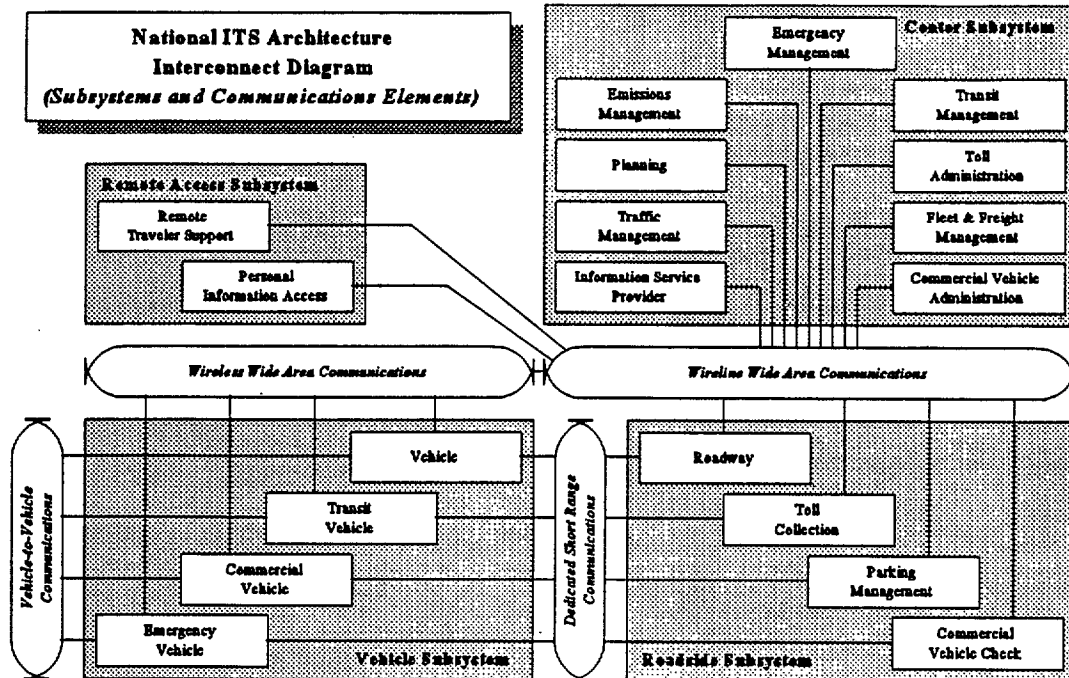 National ITS Architecture
Interconnect Diagram
(Subsystems and Communications Elements)
Center Subsystem
Emergency
Management
Emissions
Management
Transit
Management
Planning
Toll
Administration
Traffic
Management
Fleet & Freight
Management
Information Service
Provider
Commercial Vehicle
Administration
Remote Access Subsystem
Remote
Traveler Support
Personal
Information Access
Wireless Wide Area Communications
Wireline Wide Area Communications
Vehicle-to-Vehicle
Communications
Vehicle
Transit
Vehicle
Commercial
Vehicle
Emergency
Vehicle
Vehicle Subsystem
Dedicated Short Range
Communications
Roadway
Toll
Collection
Parking
Management
Commercial
Vehicle Check
Roadside Subsystem